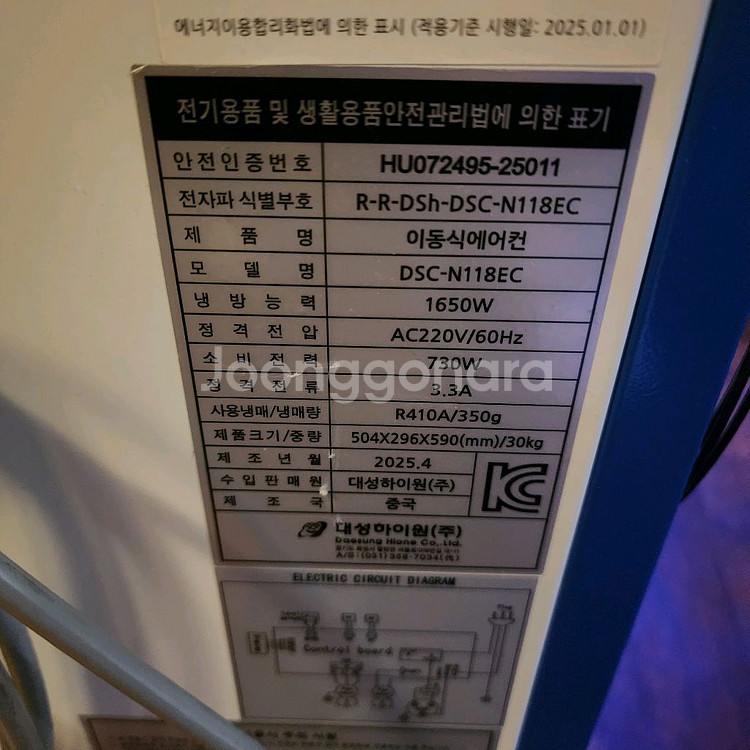 에너지이용합리화법에 의한 표시 (적용기준 시행일: 2025.01.01)
전기용품 및 생활용품안전관리법에 의한 표기
안전인증번호 HU072495-25011
전자파 식별부호 R-R-DSh-DSC-N118EC
제품명 이동식에어컨
모델명 DSC-N118EC
냉방능력 1650W
정격전압 AC220V/60Hz
소비전력 730W
정격전류 3.3A
Joonggonara
사용냉매/냉매량 R410A/350g
제품크기/중량 504X296X590(mm)/30kg
제조년월 2025.4
수입판매원 대성하이원(주)
제조국 중국
대성하이원(주)
Daesung Hione Co.,Ltd.
ELECTRIC CIRCUIT DIAGRAM
Control board